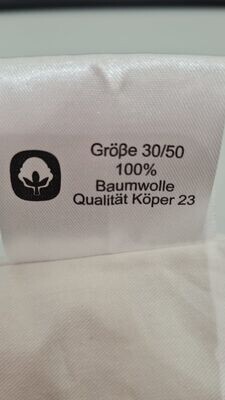 Größe 30/50
100%
Baumwolle
Qualität Köper 23